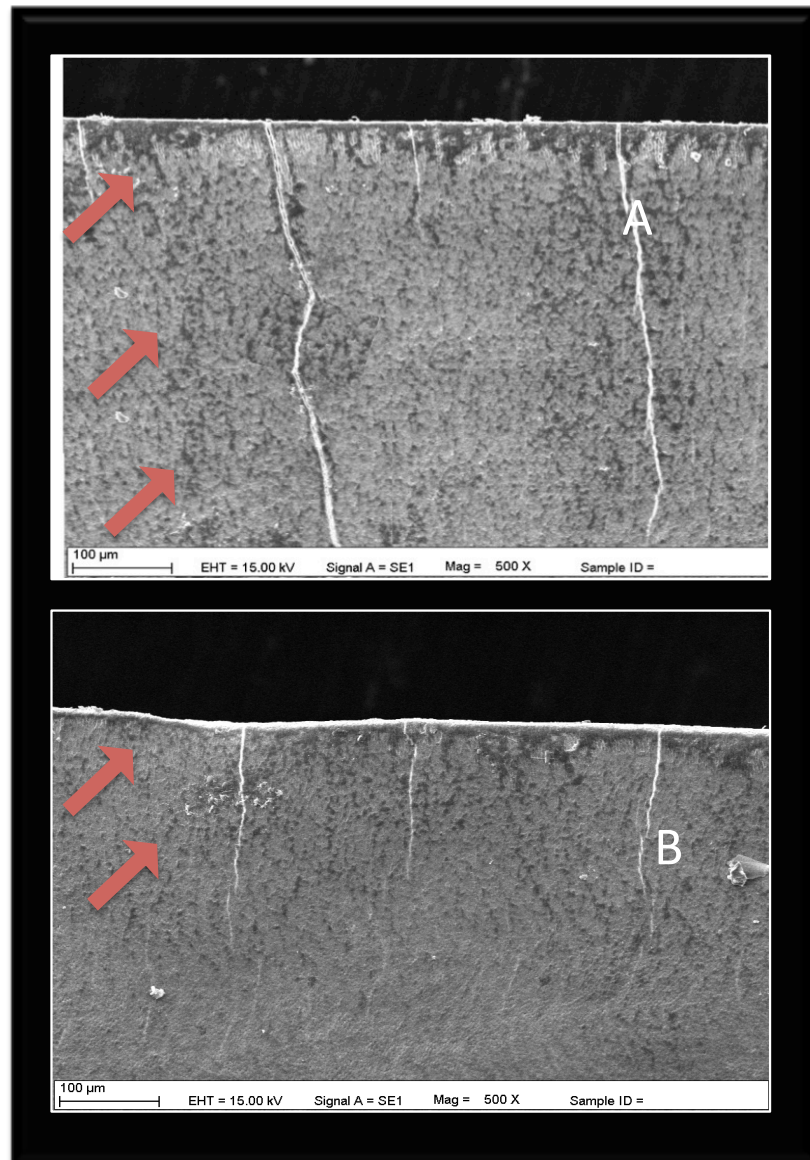 A
100 µm
EHT = 15.00 kV Signal A = SE1 Mag = 500 X Sample ID =
B
100 µm
EHT = 15.00 kV Signal A = SE1 Mag = 500 X Sample ID =